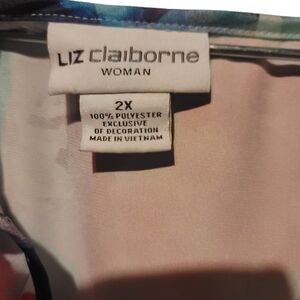 LIZ claiborne
WOMAN
2X
100% POLYESTER
EXCLUSIVE
OF DECORATION
MADE IN VIETNAM